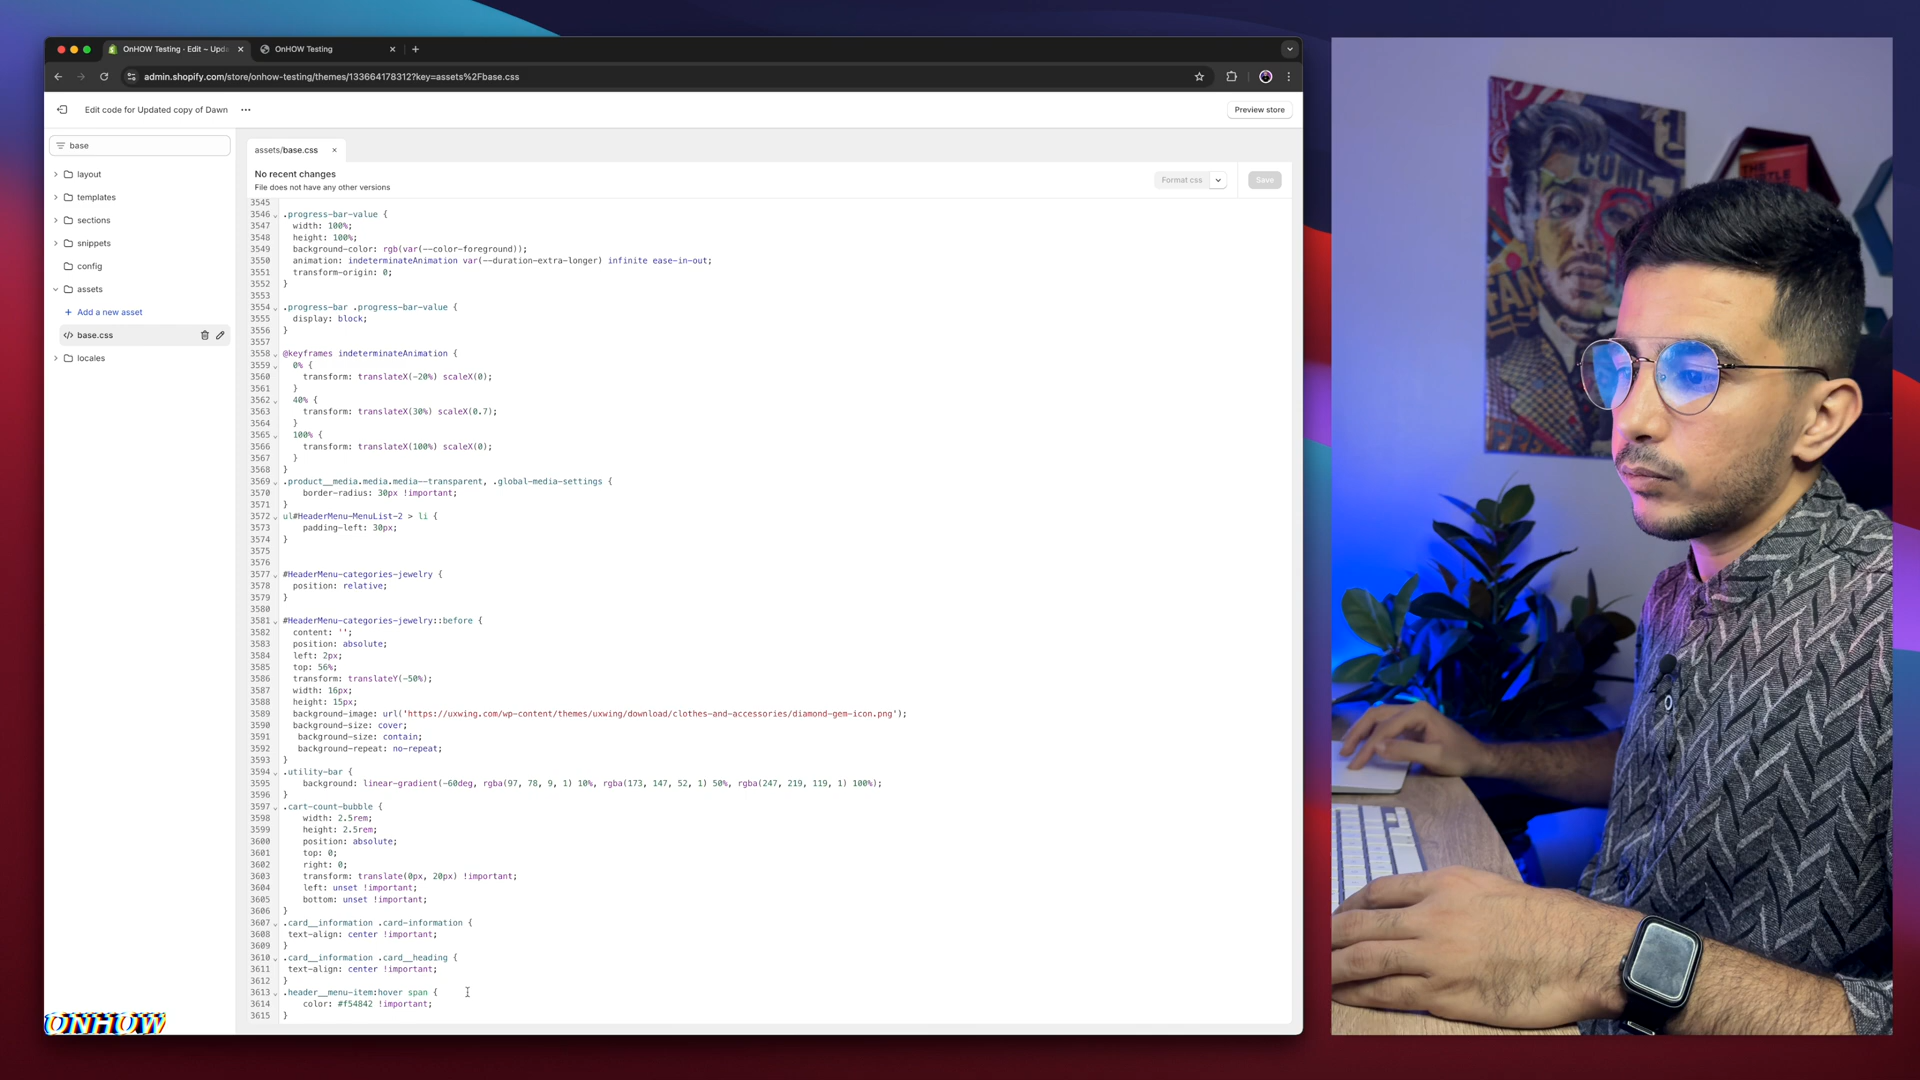 OnHOW Testing · Edit ~ Upd
OnHOW Testing
admin.shopify.com/store/onhow-testing/themes/133664178312?key=assets%2Fbase.css
Edit code for Updated copy of Dawn
Preview store
base
layout
templates
sections
snippets
config
assets
Add a new asset
base.css
locales
assets/base.css
No recent changes
File does not have any other versions
Format css
Save
3545
3546 .progress-bar-value {
3547 width: 100%;
3548 height: 100%;
3549 background-color: rgb(var(--color-foreground));
3550 animation: indeterminateAnimation var(--duration-extra-longer) infinite ease-in-out;
3551 transform-origin: 0;
3552 }
3553
3554 .progress-bar .progress-bar-value {
3555 display: block;
3556 }
3557
3558 @keyframes indeterminateAnimation {
3559 0% {
3560 transform: translateX(-20%) scaleX(0);
3561 }
3562 40% {
3563 transform: translateX(30%) scaleX(0.7);
3564 }
3565 100% {
3566 transform: translateX(100%) scaleX(0);
3567 }
3568 }
3569 .product__media.media.media--transparent, .global-media-settings {
3570 border-radius: 30px !important;
3571 }
3572 ul#HeaderMenu-MenuList-2 > li {
3573 padding-left: 30px;
3574 }
3575
3576
3577 #HeaderMenu-categories-jewelry {
3578 position: relative;
3579 }
3580
3581 #HeaderMenu-categories-jewelry::before {
3582 content: '';
3583 position: absolute;
3584 left: 2px;
3585 top: 56%;
3586 transform: translateY(-50%);
3587 width: 16px;
3588 height: 15px;
3589 background-image: url('https://uxwing.com/wp-content/themes/uxwing/download/clothes-and-accessories/diamond-gem-icon.png');
3590 background-size: cover;
3591 background-size: contain;
3592 background-repeat: no-repeat;
3593 }
3594 .utility-bar {
3595 background: linear-gradient(-60deg, rgba(97, 78, 9, 1) 10%, rgba(173, 147, 52, 1) 50%, rgba(247, 219, 119, 1) 100%);
3596 }
3597 .cart-count-bubble {
3598 width: 2.5rem;
3599 height: 2.5rem;
3600 position: absolute;
3601 top: 0;
3602 right: 0;
3603 transform: translate(0px, 20px) !important;
3604 left: unset !important;
3605 bottom: unset !important;
3606 }
3607 .card__information .card-information {
3608 text-align: center !important;
3609 }
3610 .card__information .card__heading {
3611 text-align: center !important;
3612 }
3613 .header__menu-item:hover span {
3614 color: #f54842 !important;
3615 }
ONHOW
THE